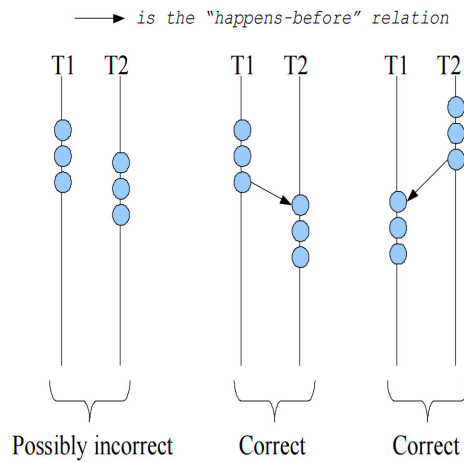 is the "happens-before" relation
T1 T2 T1 T2 T1 T2
Possibly incorrect Correct Correct